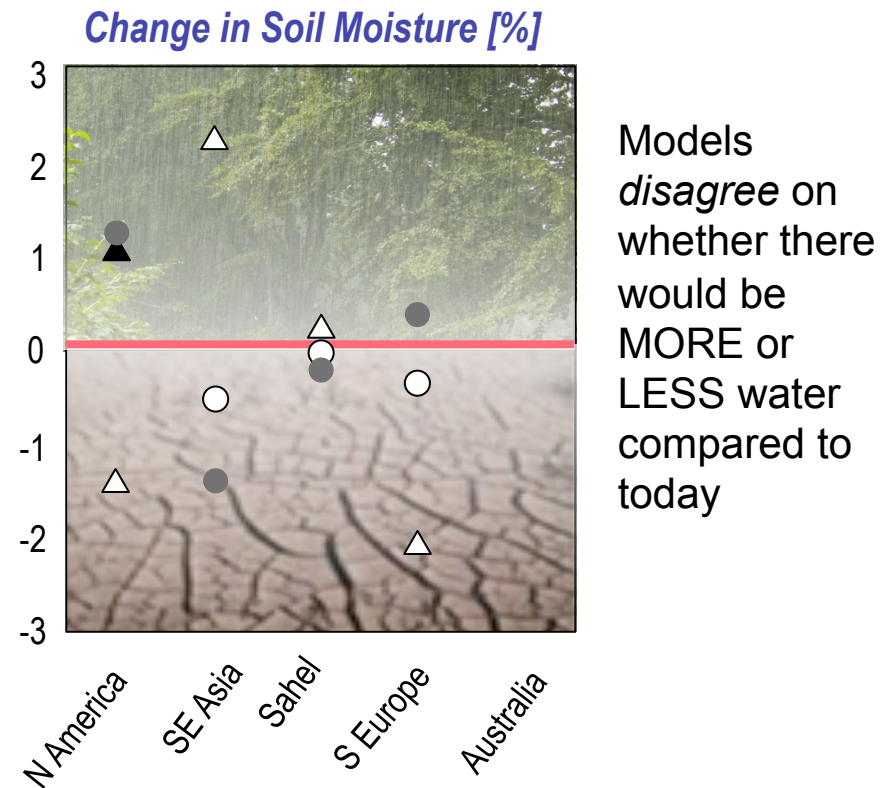 Change in Soil Moisture [%]
3
2
1
0
-1
-2
-3
N America
SE Asia
Sahel
S Europe
Australia
Models
disagree on
whether there
would be
MORE or
LESS water
compared to
today